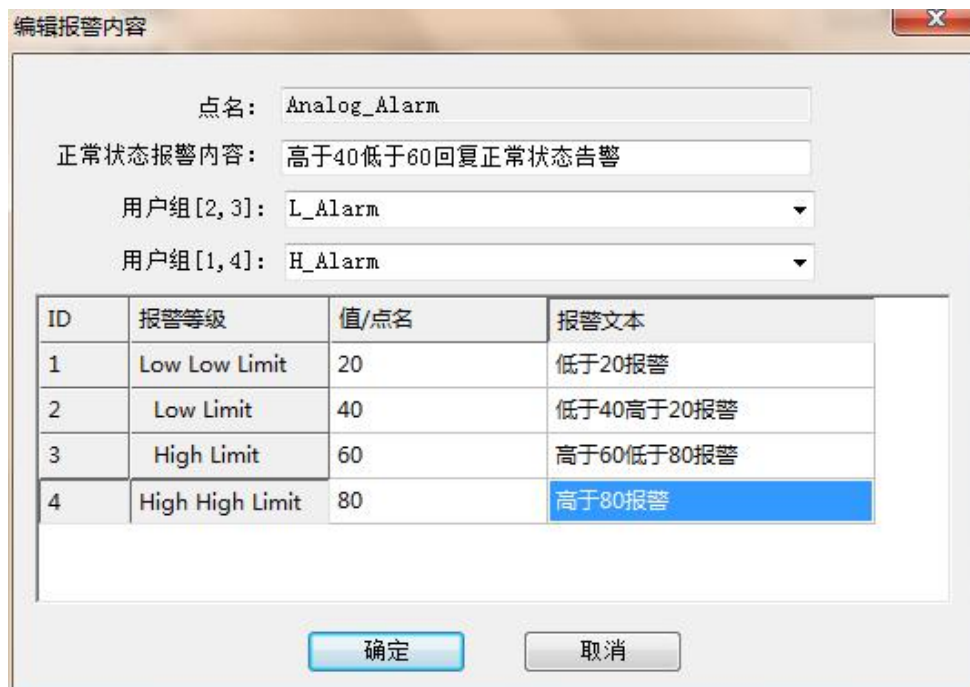 编辑报警内容
点名： Analog_Alarm
正常状态报警内容： 高于40低于60回复正常状态告警
用户组[2,3]： L_Alarm
用户组[1,4]： H_Alarm
ID 报警等级 值/点名 报警文本
1 Low Low Limit 20 低于20报警
2 Low Limit 40 低于40高于20报警
3 High Limit 60 高于60低于80报警
4 High High Limit 80 高于80报警
确定 取消